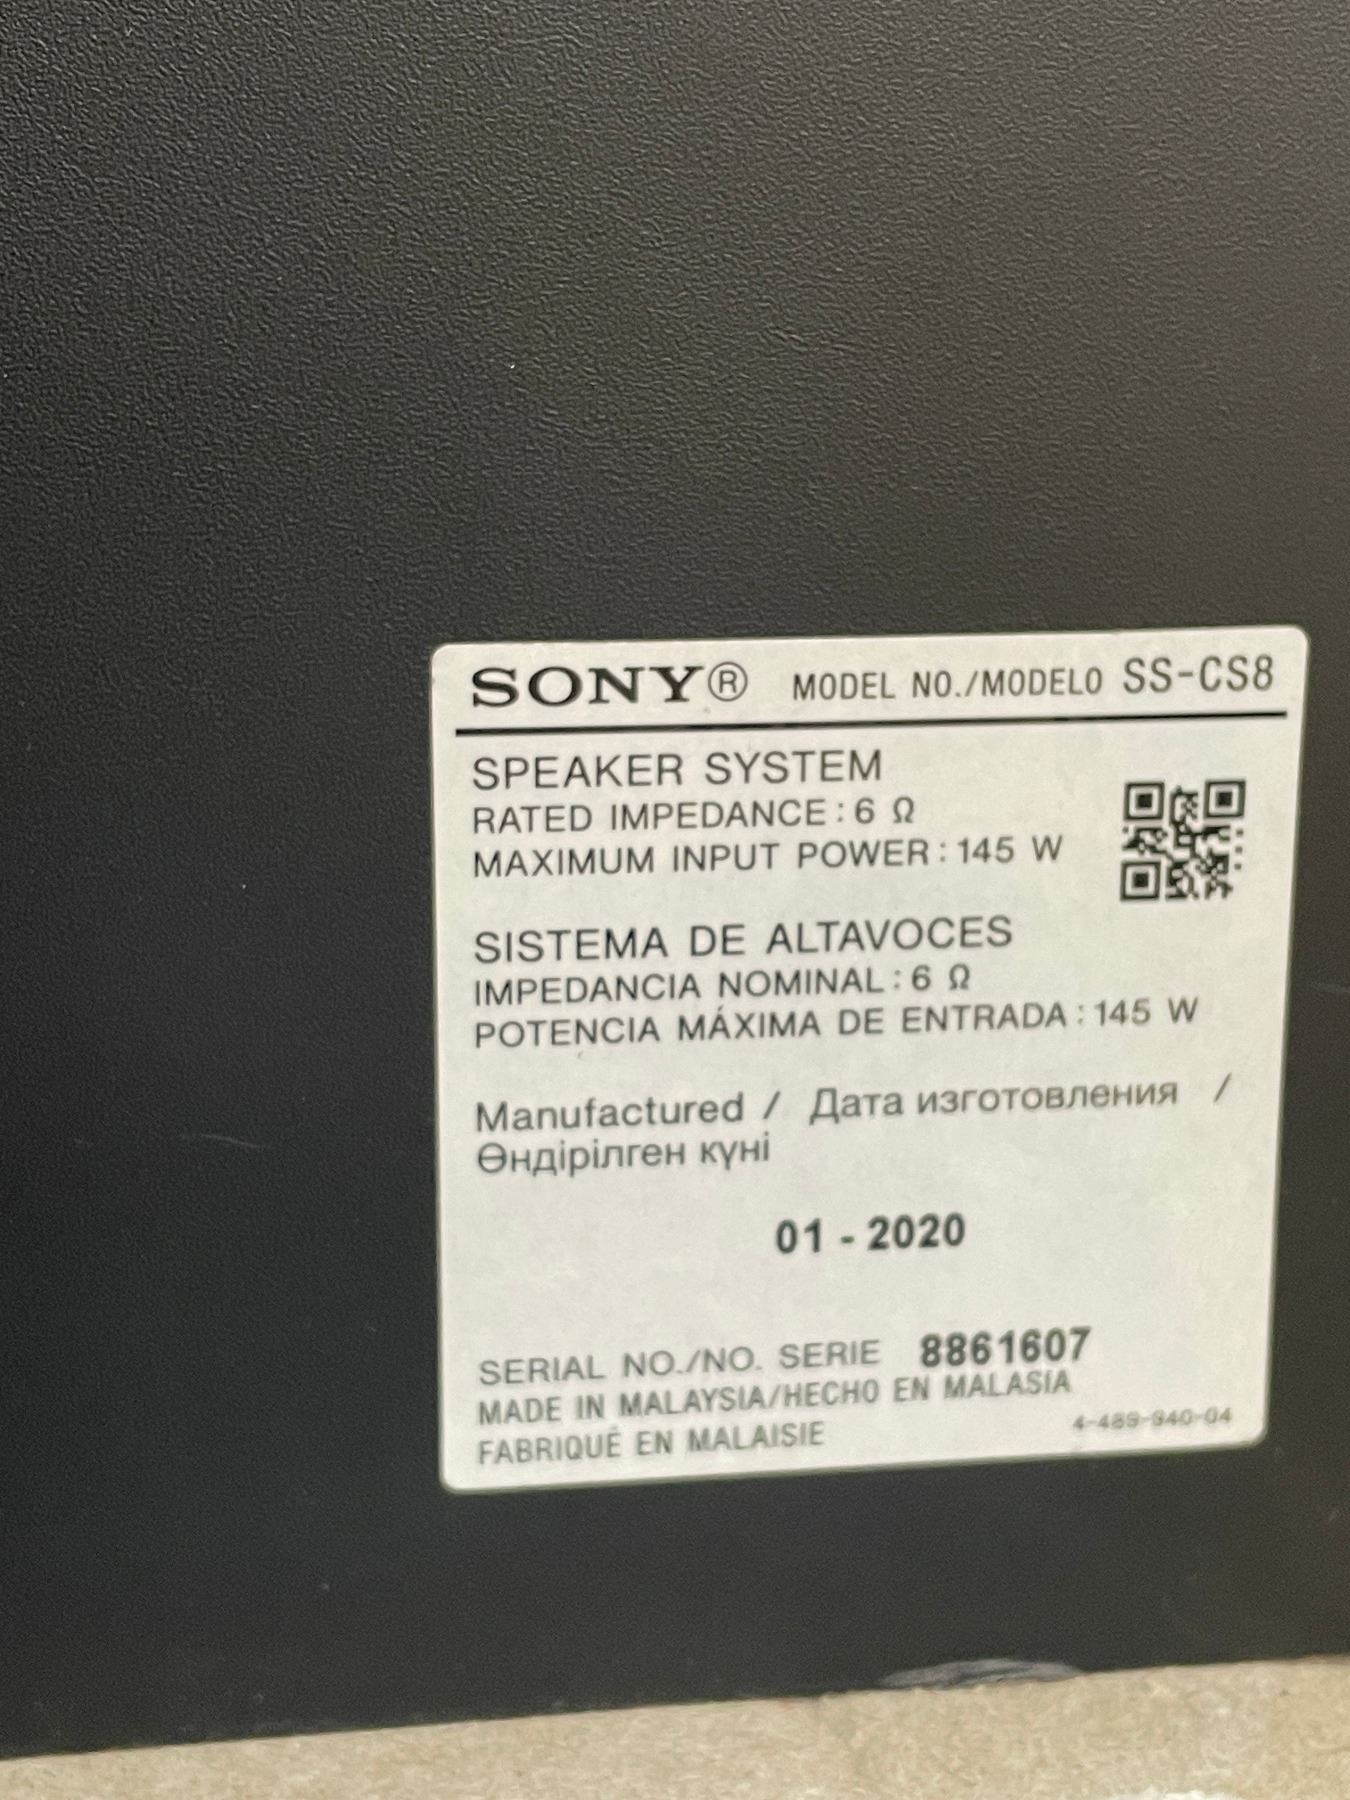 SONY® MODEL NO./MODELO SS-CS8
SPEAKER SYSTEM
RATED IMPEDANCE : 6 Ω
MAXIMUM INPUT POWER : 145 W
SISTEMA DE ALTAVOCES
IMPEDANCIA NOMINAL : 6 Ω
POTENCIA MÁXIMA DE ENTRADA : 145 W
Manufactured / Дата изготовления /
Өндірілген күні
01 - 2020
SERIAL NO./NO. SERIE 8861607
MADE IN MALAYSIA/HECHO EN MALASIA
FABRIQUÉ EN MALAISIE
4-489-940-04